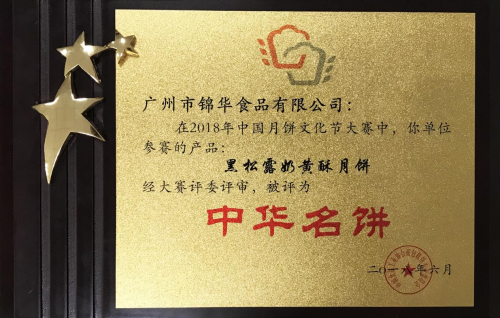 广州市锦华食品有限公司：
在2018年中国月饼文化节大赛中，你单位
参赛的产品：
黑松露奶黄酥月饼
经大赛评委评审，被评为
中华名饼
二〇一八年六月